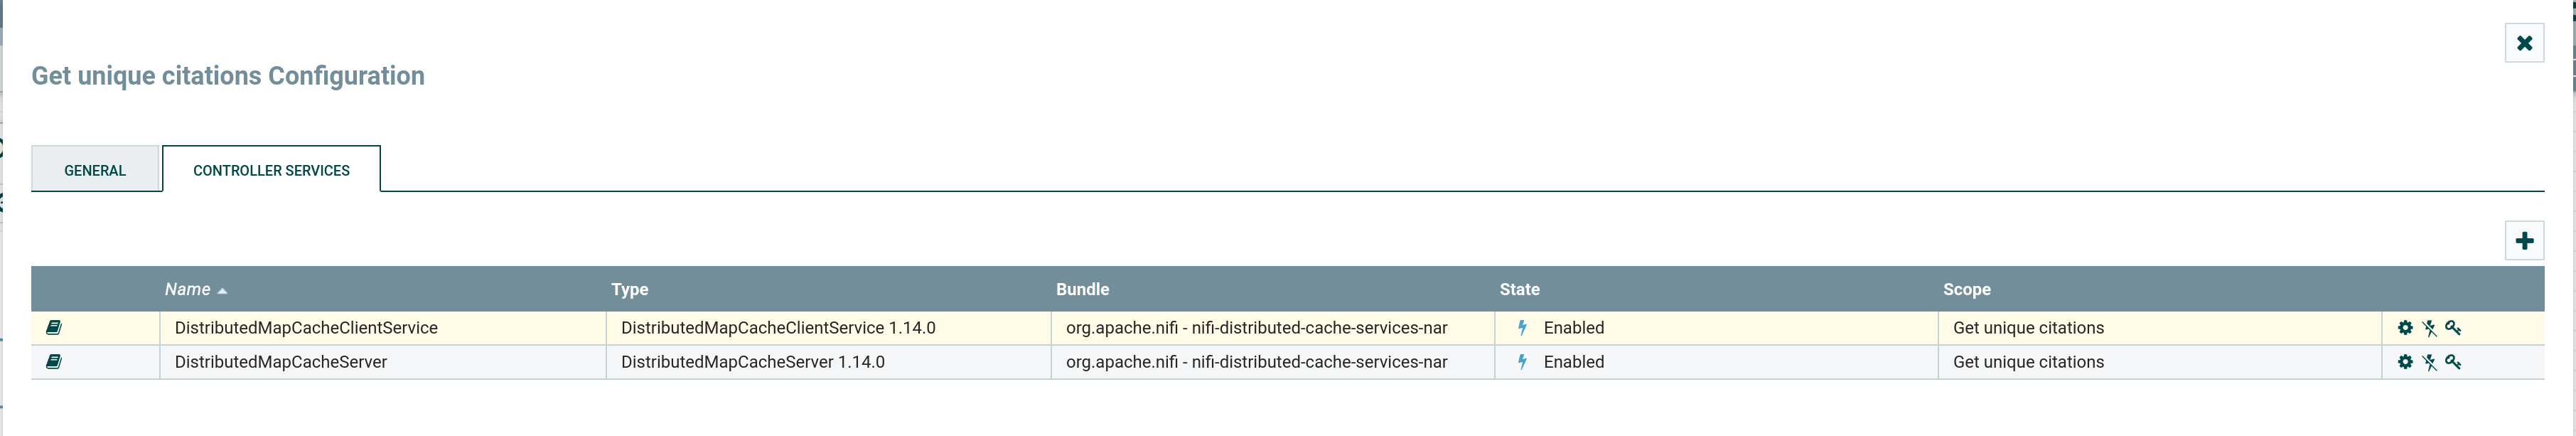 Get unique citations Configuration
GENERAL
CONTROLLER SERVICES
Name Type Bundle State Scope
DistributedMapCacheClientService DistributedMapCacheClientService 1.14.0 org.apache.nifi - nifi-distributed-cache-services-nar Enabled Get unique citations
DistributedMapCacheServer DistributedMapCacheServer 1.14.0 org.apache.nifi - nifi-distributed-cache-services-nar Enabled Get unique citations